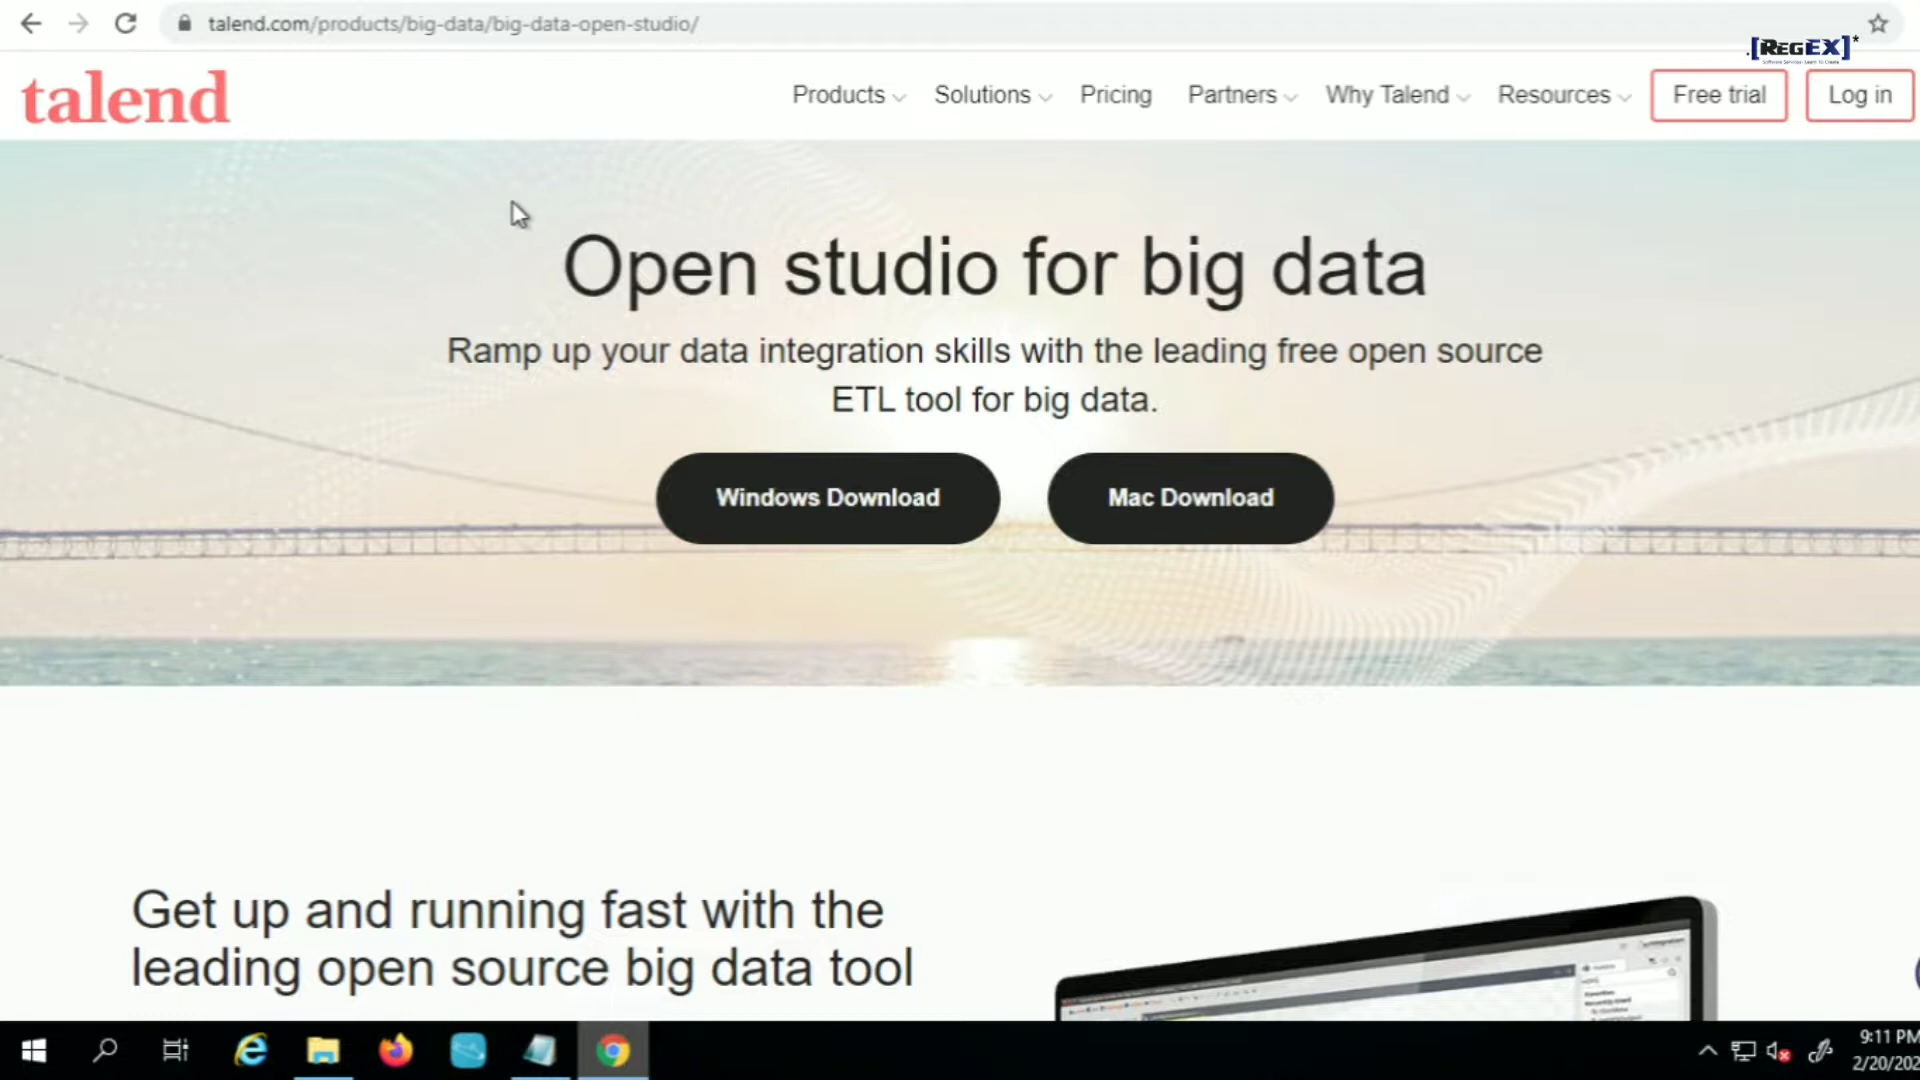 talend.com/products/big-data/big-data-open-studio/
.[REGEX]*
talend
Products
Solutions
Pricing
Partners
Why Talend
Resources
Free trial
Log in
Open studio for big data
Ramp up your data integration skills with the leading free open source
ETL tool for big data.
Windows Download
Mac Download
Get up and running fast with the
leading open source big data tool
9:11 PM
2/20/202